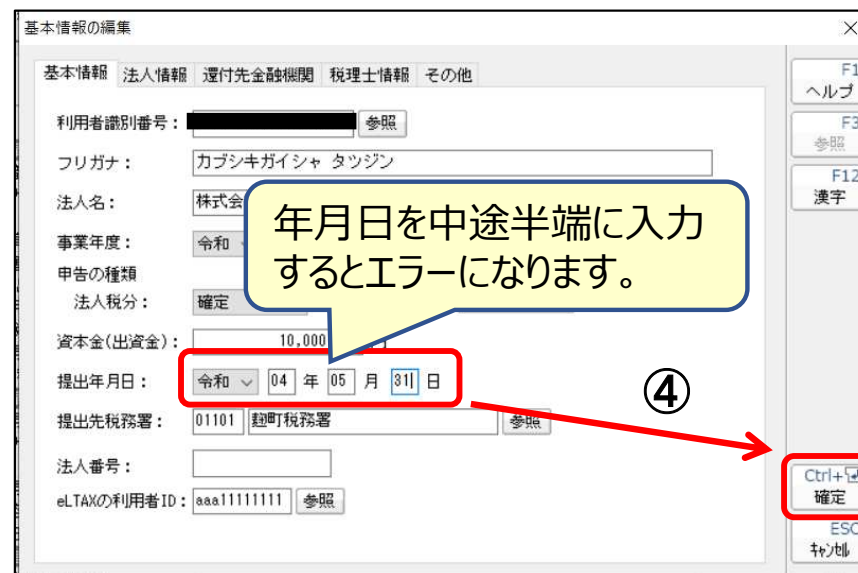 基本情報の編集
基本情報 法人情報 還付先金融機関 税理士情報 その他
利用者識別番号： 参照
フリガナ： カブシキガイシャ タツジン
法人名： 株式会
事業年度： 令和
申告の種類
法人税分： 確定
資本金(出資金)： 10,000
提出年月日： 令和 04 年 05 月 31 日
提出先税務署： 01101 麹町税務署 参照
法人番号：
eLTAXの利用者ID： aaa11111111 参照
年月日を中途半端に入力
するとエラーになります。
④
F1
ヘルプ
F3
参照
F12
漢字
Ctrl+
確定
ESC
ｷｬﾝｾﾙ